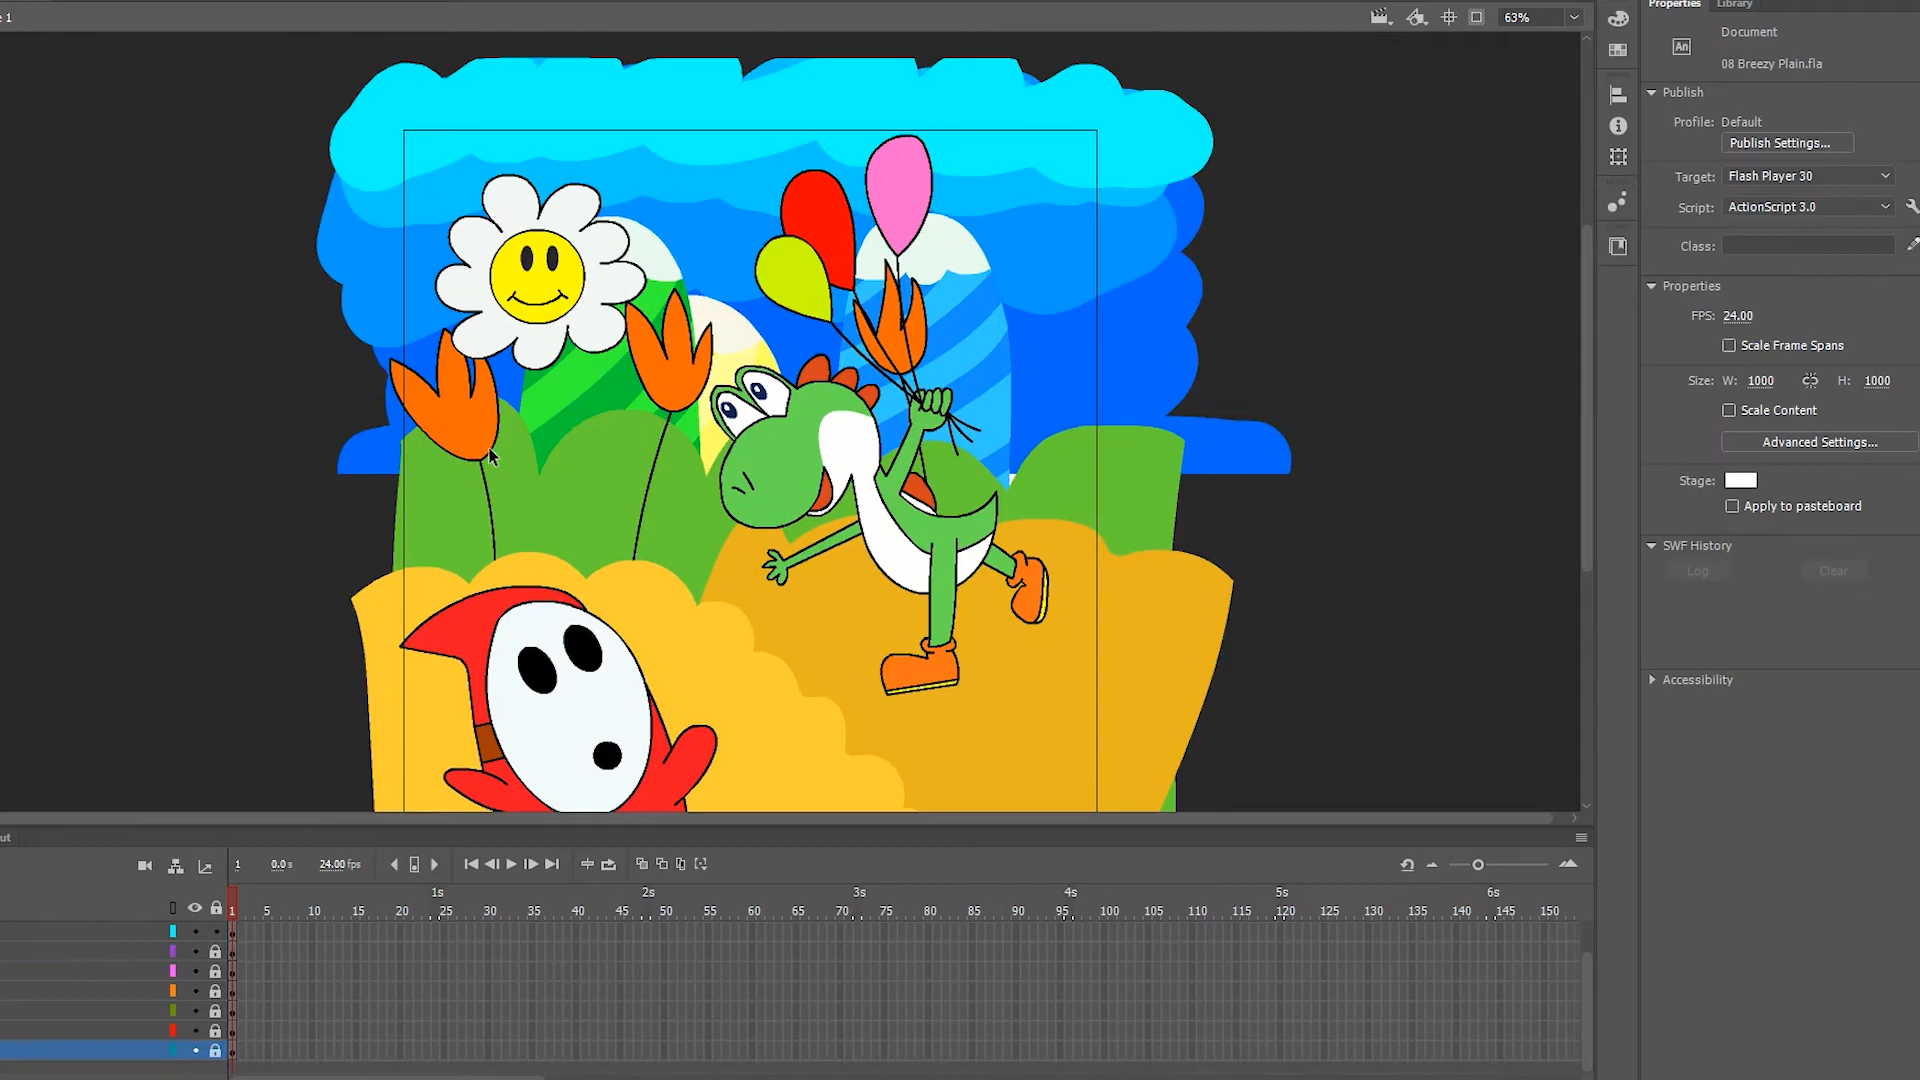 e 1
63%
Properties
Library
Document
An
08 Breezy Plain.fla
Publish
Profile: Default
Publish Settings...
Target: Flash Player 30
Script: ActionScript 3.0
Class:
Properties
FPS: 24.00
Scale Frame Spans
Size: W: 1000 H: 1000
Scale Content
Advanced Settings...
Stage:
Apply to pasteboard
SWF History
Log
Clear
Accessibility
ut
1 0.0 s 24.00 fps
1s 2s 3s 4s 5s 6s
1 5 10 15 20 25 30 35 40 45 50 55 60 65 70 75 80 85 90 95 100 105 110 115 120 125 130 135 140 145 150